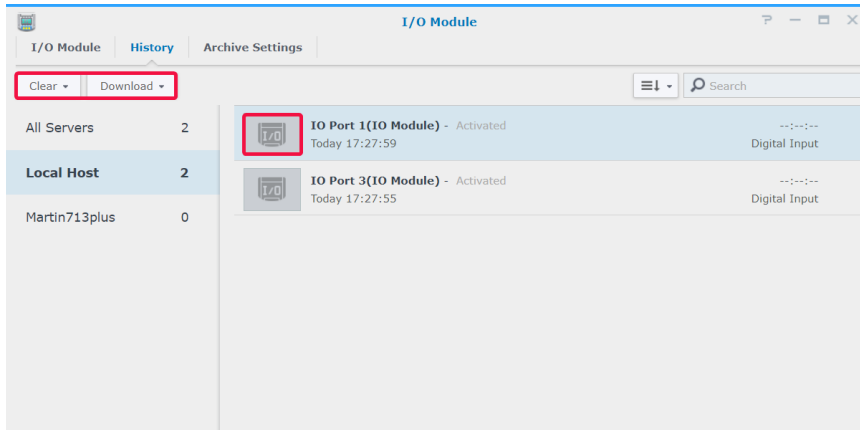 I/O Module
I/O Module History Archive Settings
Clear Download Search
All Servers 2
Local Host 2
Martin713plus 0
I/O IO Port 1(IO Module) - Activated --:--:--
Today 17:27:59 Digital Input
I/O IO Port 3(IO Module) - Activated --:--:--
Today 17:27:55 Digital Input